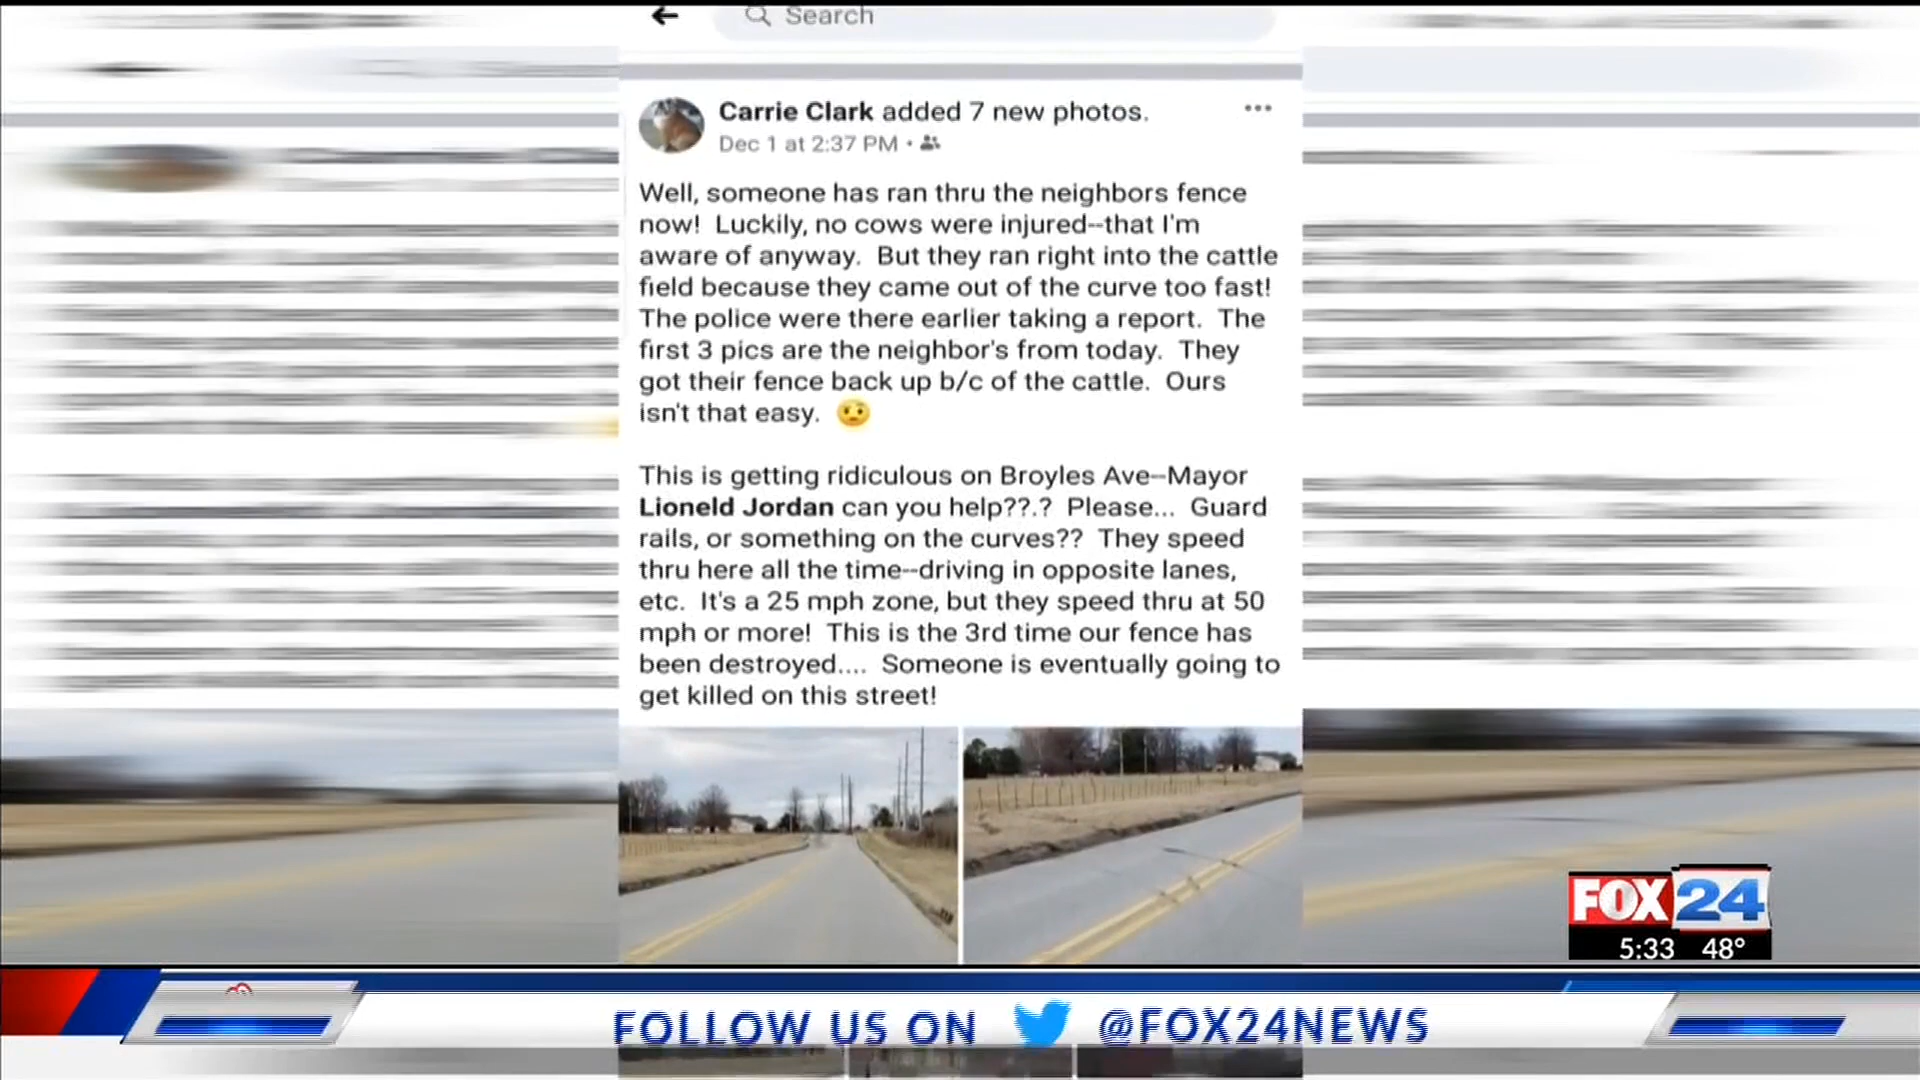 Search
Carrie Clark added 7 new photos.
Dec 1 at 2:37 PM •
Well, someone has ran thru the neighbors fence
now! Luckily, no cows were injured--that I'm
aware of anyway. But they ran right into the cattle
field because they came out of the curve too fast!
The police were there earlier taking a report. The
first 3 pics are the neighbor's from today. They
got their fence back up b/c of the cattle. Ours
isn't that easy. 🤨
This is getting ridiculous on Broyles Ave--Mayor
Lioneld Jordan can you help??.? Please... Guard
rails, or something on the curves?? They speed
thru here all the time--driving in opposite lanes,
etc. It's a 25 mph zone, but they speed thru at 50
mph or more! This is the 3rd time our fence has
been destroyed.... Someone is eventually going to
get killed on this street!
FOX 24
5:33 48°
FOLLOW US ON @FOX24NEWS